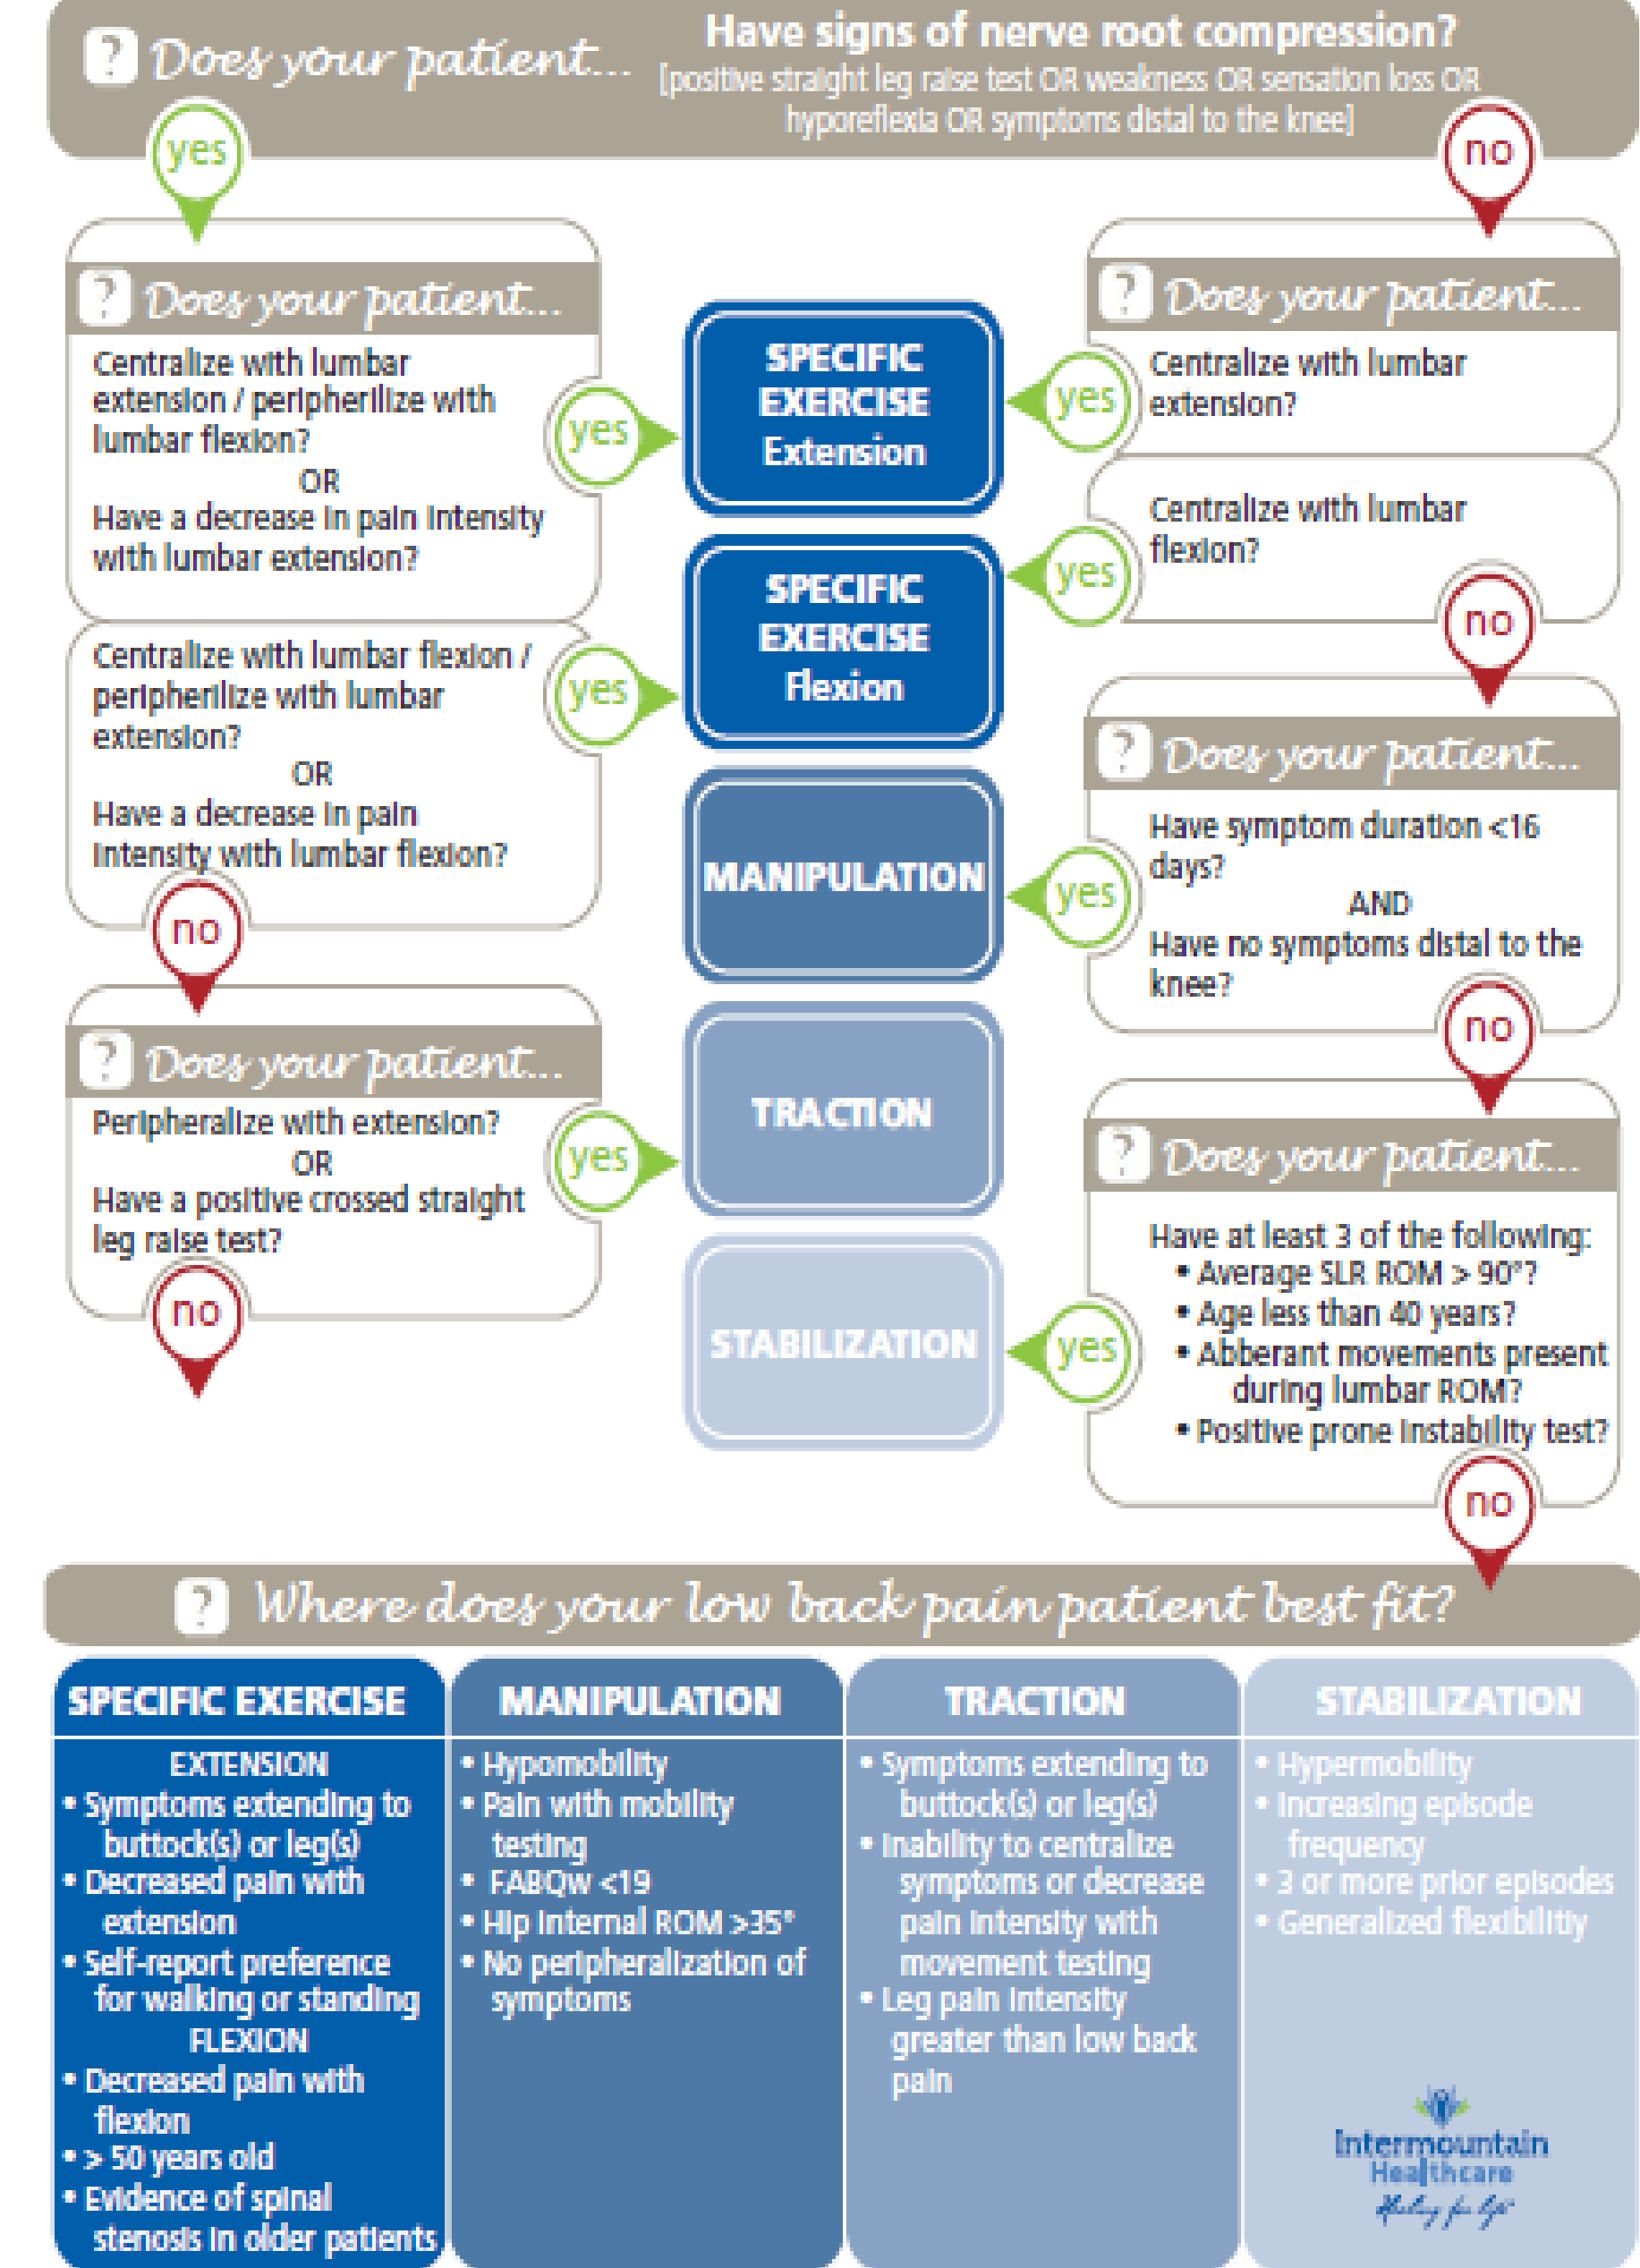 ? Does your patient...
Have signs of nerve root compression?
[positive straight leg raise test OR weakness OR sensation loss OR
hyporeflexia OR symptoms distal to the knee]
yes
no
? Does your patient...
Centralize with lumbar
extension / peripherilize with
lumbar flexion?
OR
Have a decrease in pain intensity
with lumbar extension?
yes
Centralize with lumbar flexion /
peripherilize with lumbar
extension?
OR
Have a decrease in pain
intensity with lumbar flexion?
yes
no
? Does your patient...
Peripheralize with extension?
OR
Have a positive crossed straight
leg raise test?
yes
no
SPECIFIC
EXERCISE
Extension
SPECIFIC
EXERCISE
Flexion
MANIPULATION
TRACTION
STABILIZATION
? Does your patient...
Centralize with lumbar
extension?
yes
Centralize with lumbar
flexion?
yes
no
? Does your patient...
Have symptom duration <16
days?
AND
Have no symptoms distal to the
knee?
yes
no
? Does your patient...
Have at least 3 of the following:
• Average SLR ROM > 90°?
• Age less than 40 years?
• Abberant movements present
during lumbar ROM?
• Positive prone instability test?
yes
no
? Where does your low back pain patient best fit?
SPECIFIC EXERCISE
EXTENSION
• Symptoms extending to
buttock(s) or leg(s)
• Decreased pain with
extension
• Self-report preference
for walking or standing
FLEXION
• Decreased pain with
flexion
• > 50 years old
• Evidence of spinal
stenosis in older patients
MANIPULATION
• Hypomobility
• Pain with mobility
testing
• FABQw <19
• Hip internal ROM >35°
• No peripheralization of
symptoms
TRACTION
• Symptoms extending to
buttock(s) or leg(s)
• Inability to centralize
symptoms or decrease
pain intensity with
movement testing
• Leg pain intensity
greater than low back
pain
STABILIZATION
• Hypermobility
• Increasing episode
frequency
• 3 or more prior episodes
• Generalized flexibilitiy
Intermountain
Healthcare
Healing for life